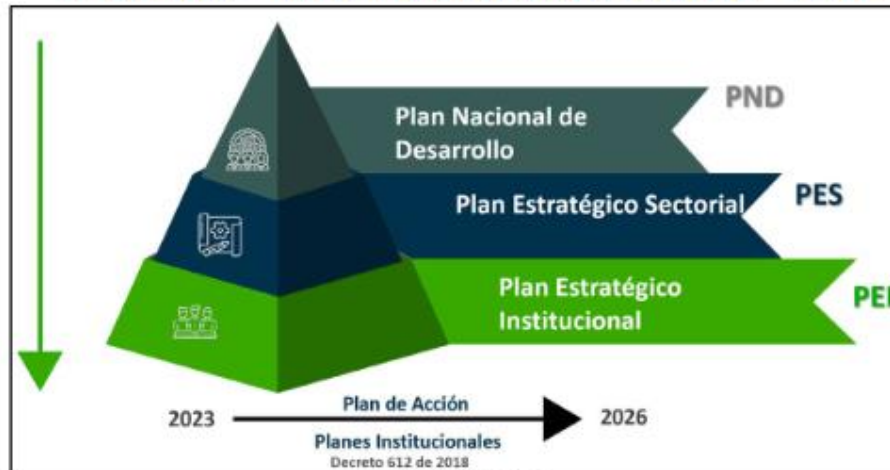 PND
Plan Nacional de
Desarrollo
Plan Estratégico Sectorial
PES
Plan Estratégico
Institucional
PEI
2023
Plan de Acción
2026
Planes Institucionales
Decreto 612 de 2018